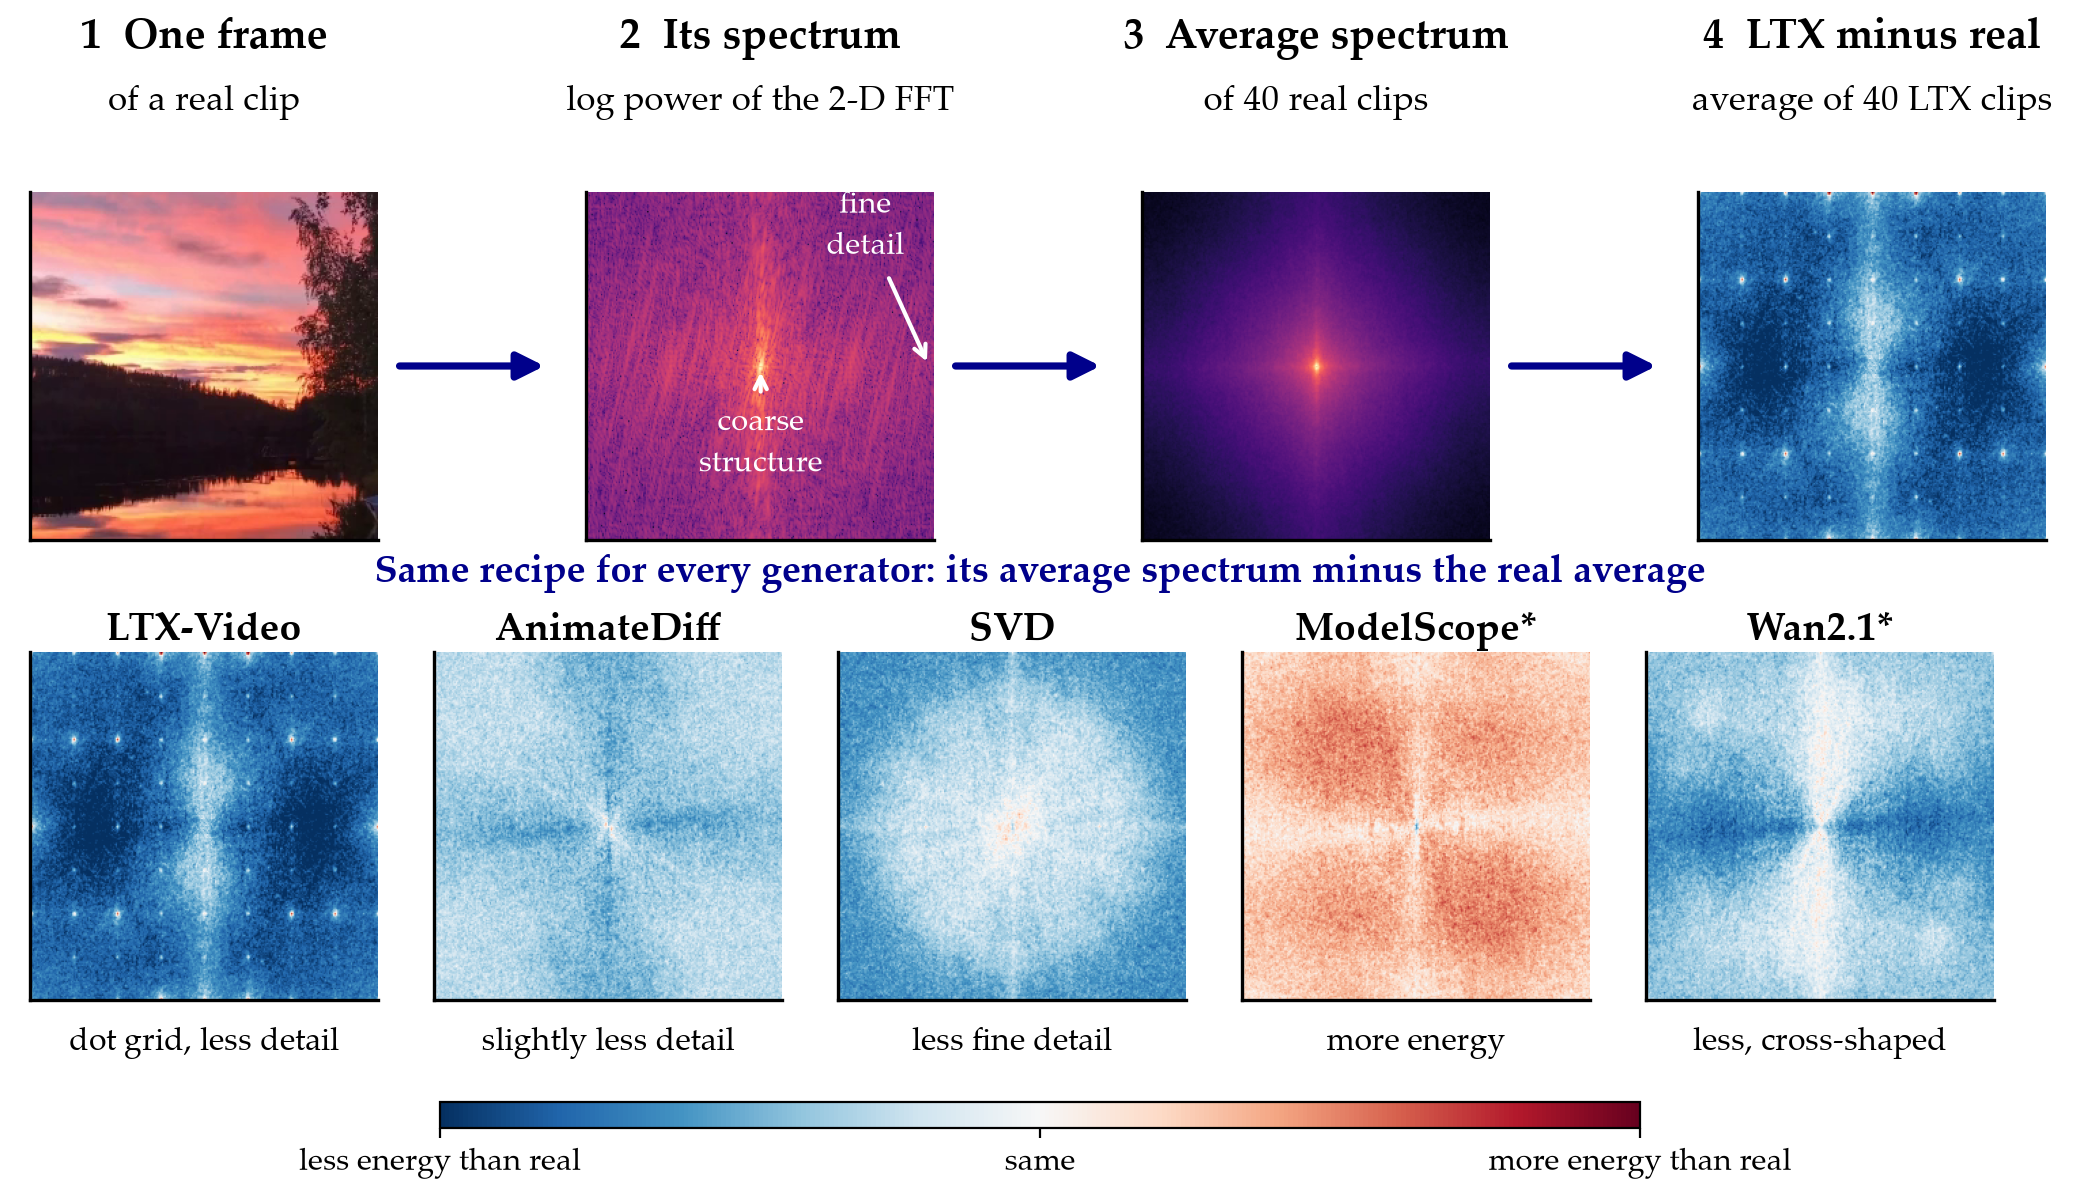 1 One frame
of a real clip
2 Its spectrum
log power of the 2-D FFT
3 Average spectrum
of 40 real clips
4 LTX minus real
average of 40 LTX clips
fine
detail
coarse
structure
Same recipe for every generator: its average spectrum minus the real average
LTX-Video
AnimateDiff
SVD
ModelScope*
Wan2.1*
dot grid, less detail
slightly less detail
less fine detail
more energy
less, cross-shaped
less energy than real
same
more energy than real